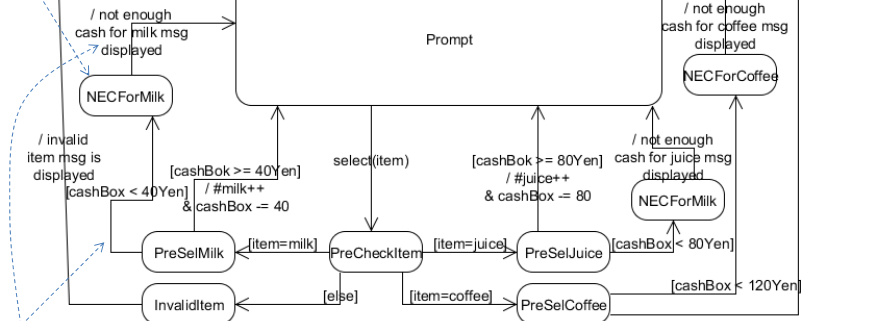 / not enough
cash for milk msg
displayed
Prompt
/ not enough
cash for coffee msg
displayed
NECForMilk
NECForCoffee
/ invalid
item msg is
displayed
[cashBox < 40Yen]
[cashBok >= 40Yen]
/ #milk++
& cashBox -= 40
select(item)
[cashBok >= 80Yen]
/ #juice++
& cashBox -= 80
/ not enough
cash for juice msg
displayed
NECForMilk
PreSelMilk
[item=milk]
PreCheckItem
[item=juice]
PreSelJuice
[cashBox < 80Yen]
InvalidItem
[else]
[item=coffee]
PreSelCoffee
[cashBox < 120Yen]